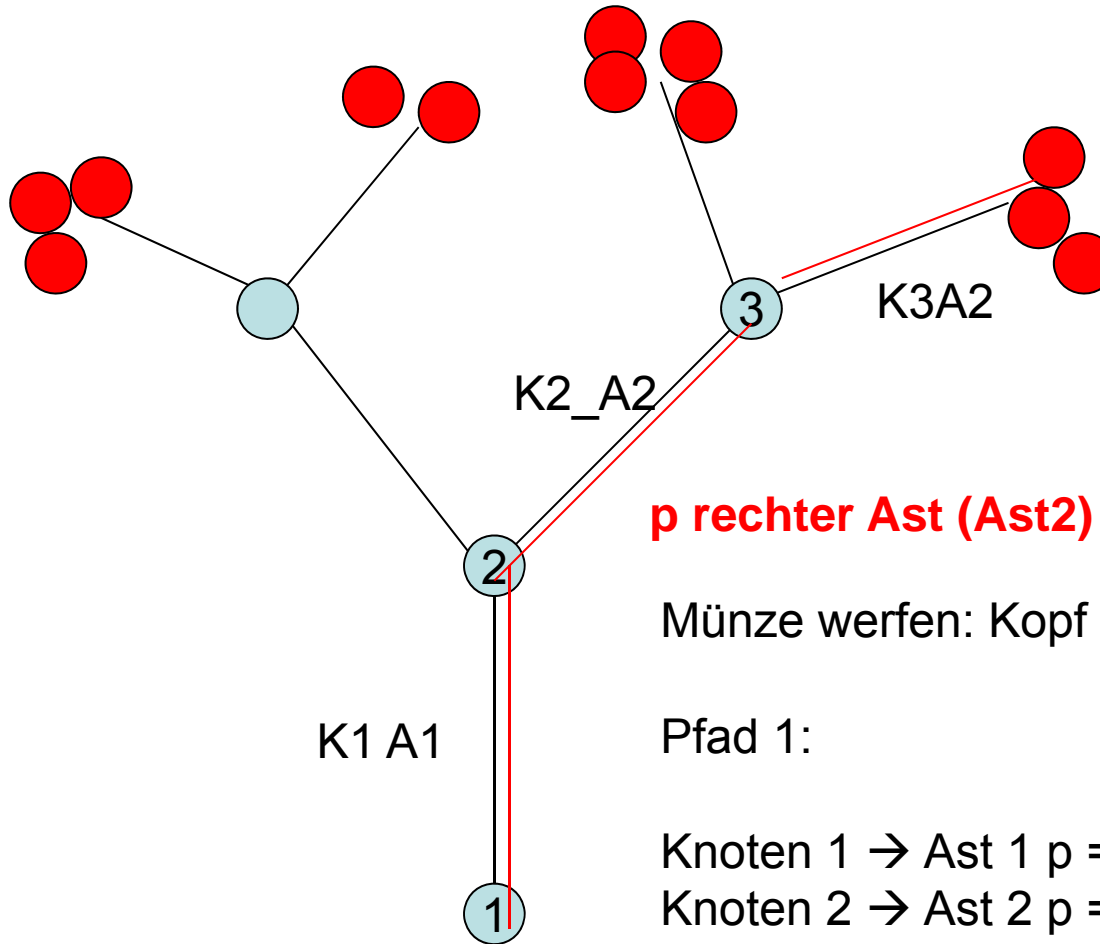 3
K3A2
K2_A2
p rechter Ast (Ast2)
2
Münze werfen: Kopf
K1 A1
Pfad 1:
Knoten 1 → Ast 1 p =
Knoten 2 → Ast 2 p =
1